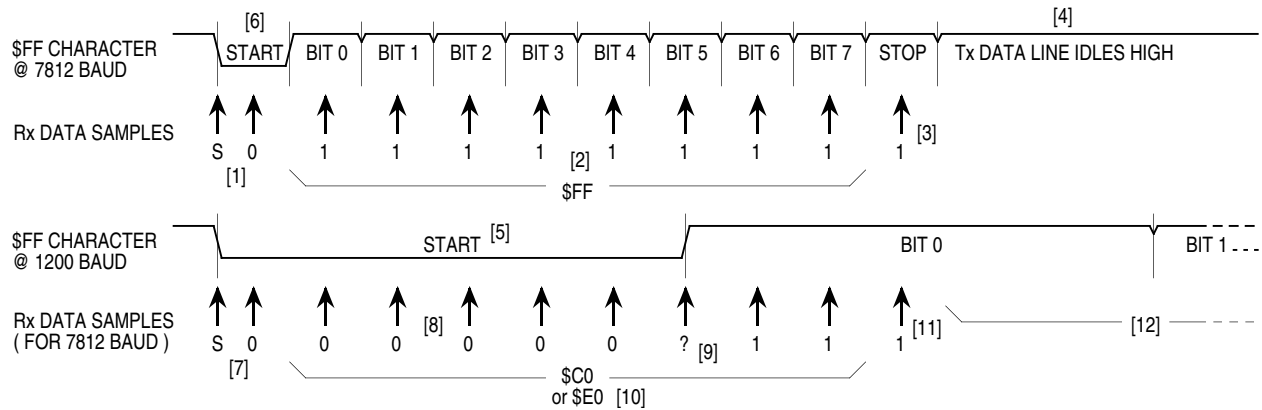 [6] [4]
$FF CHARACTER
@ 7812 BAUD
START BIT 0 BIT 1 BIT 2 BIT 3 BIT 4 BIT 5 BIT 6 BIT 7 STOP Tx DATA LINE IDLES HIGH
Rx DATA SAMPLES
S 0 1 1 1 1 1 1 1 1 1 [3]
[1] [2]
$FF
$FF CHARACTER
@ 1200 BAUD
START [5] BIT 0 BIT 1
Rx DATA SAMPLES
( FOR 7812 BAUD )
S 0 0 0 [8] 0 0 0 ? [9] 1 1 1 [11] [12]
[7]
$C0
or $E0 [10]